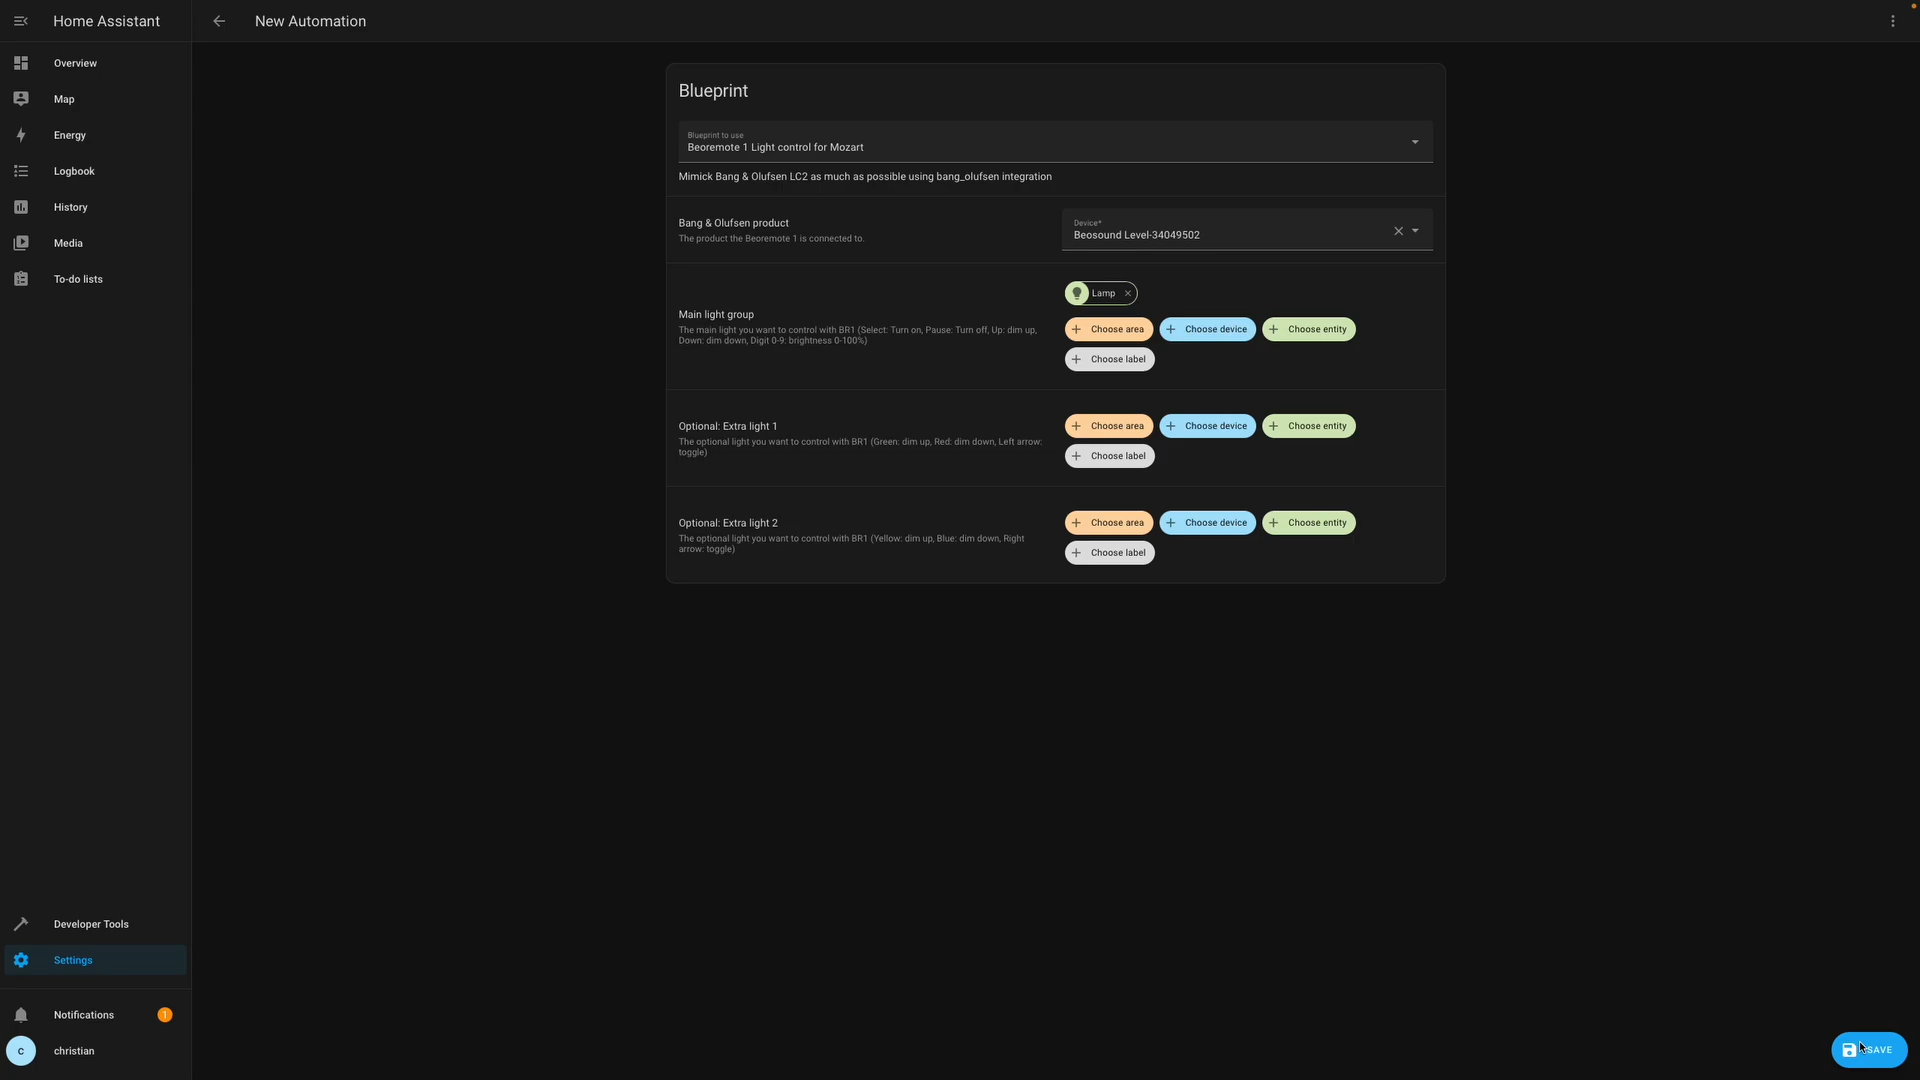 Home Assistant
New Automation
Overview
Map
Energy
Logbook
History
Media
To-do lists
Developer Tools
Settings
Notifications
1
c
christian
Blueprint
Blueprint to use
Beoremote 1 Light control for Mozart
Mimick Bang & Olufsen LC2 as much as possible using bang_olufsen integration
Bang & Olufsen product
The product the Beoremote 1 is connected to.
Device*
Beosound Level-34049502
Main light group
The main light you want to control with BR1 (Select: Turn on, Pause: Turn off, Up: dim up,
Down: dim down, Digit 0-9: brightness 0-100%)
Lamp
Choose area
Choose device
Choose entity
Choose label
Optional: Extra light 1
The optional light you want to control with BR1 (Green: dim up, Red: dim down, Left arrow:
toggle)
Choose area
Choose device
Choose entity
Choose label
Optional: Extra light 2
The optional light you want to control with BR1 (Yellow: dim up, Blue: dim down, Right
arrow: toggle)
Choose area
Choose device
Choose entity
Choose label
SAVE